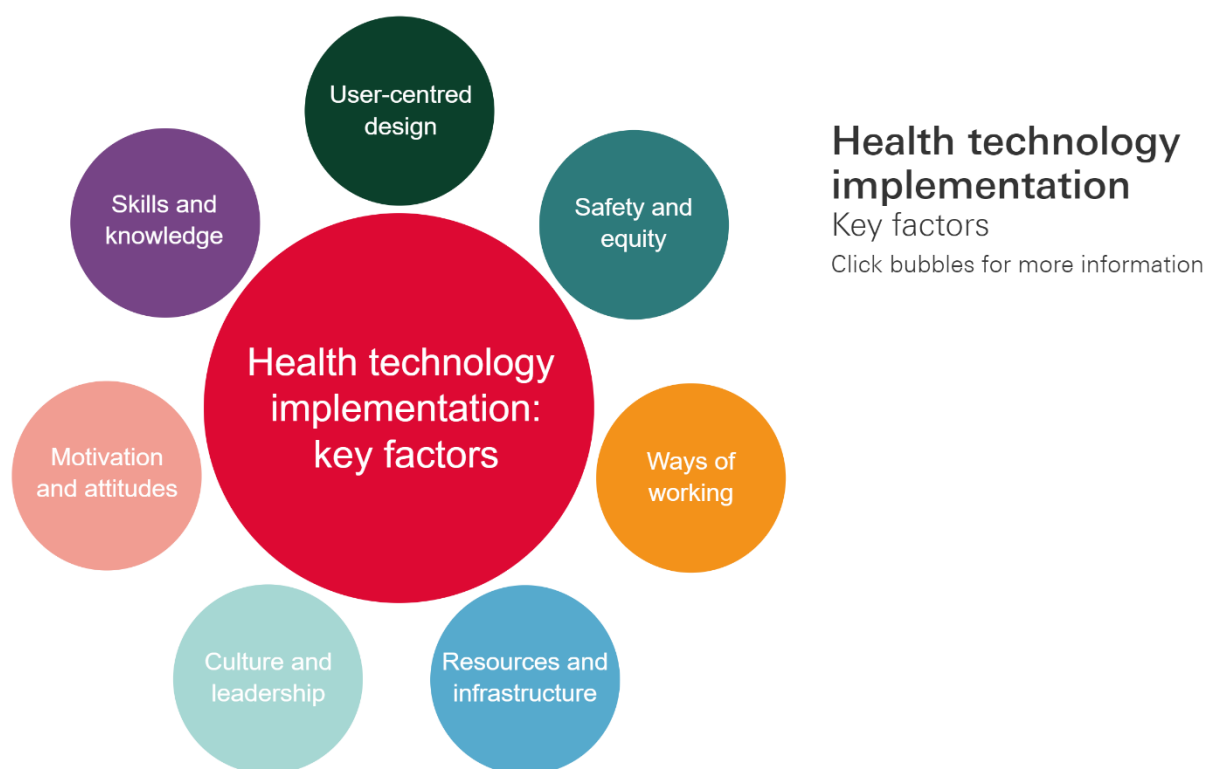 User-centred
design
Skills and
knowledge
Safety and
equity
Health technology
implementation:
key factors
Motivation
and attitudes
Ways of
working
Culture and
leadership
Resources and
infrastructure
Health technology
implementation
Key factors
Click bubbles for more information